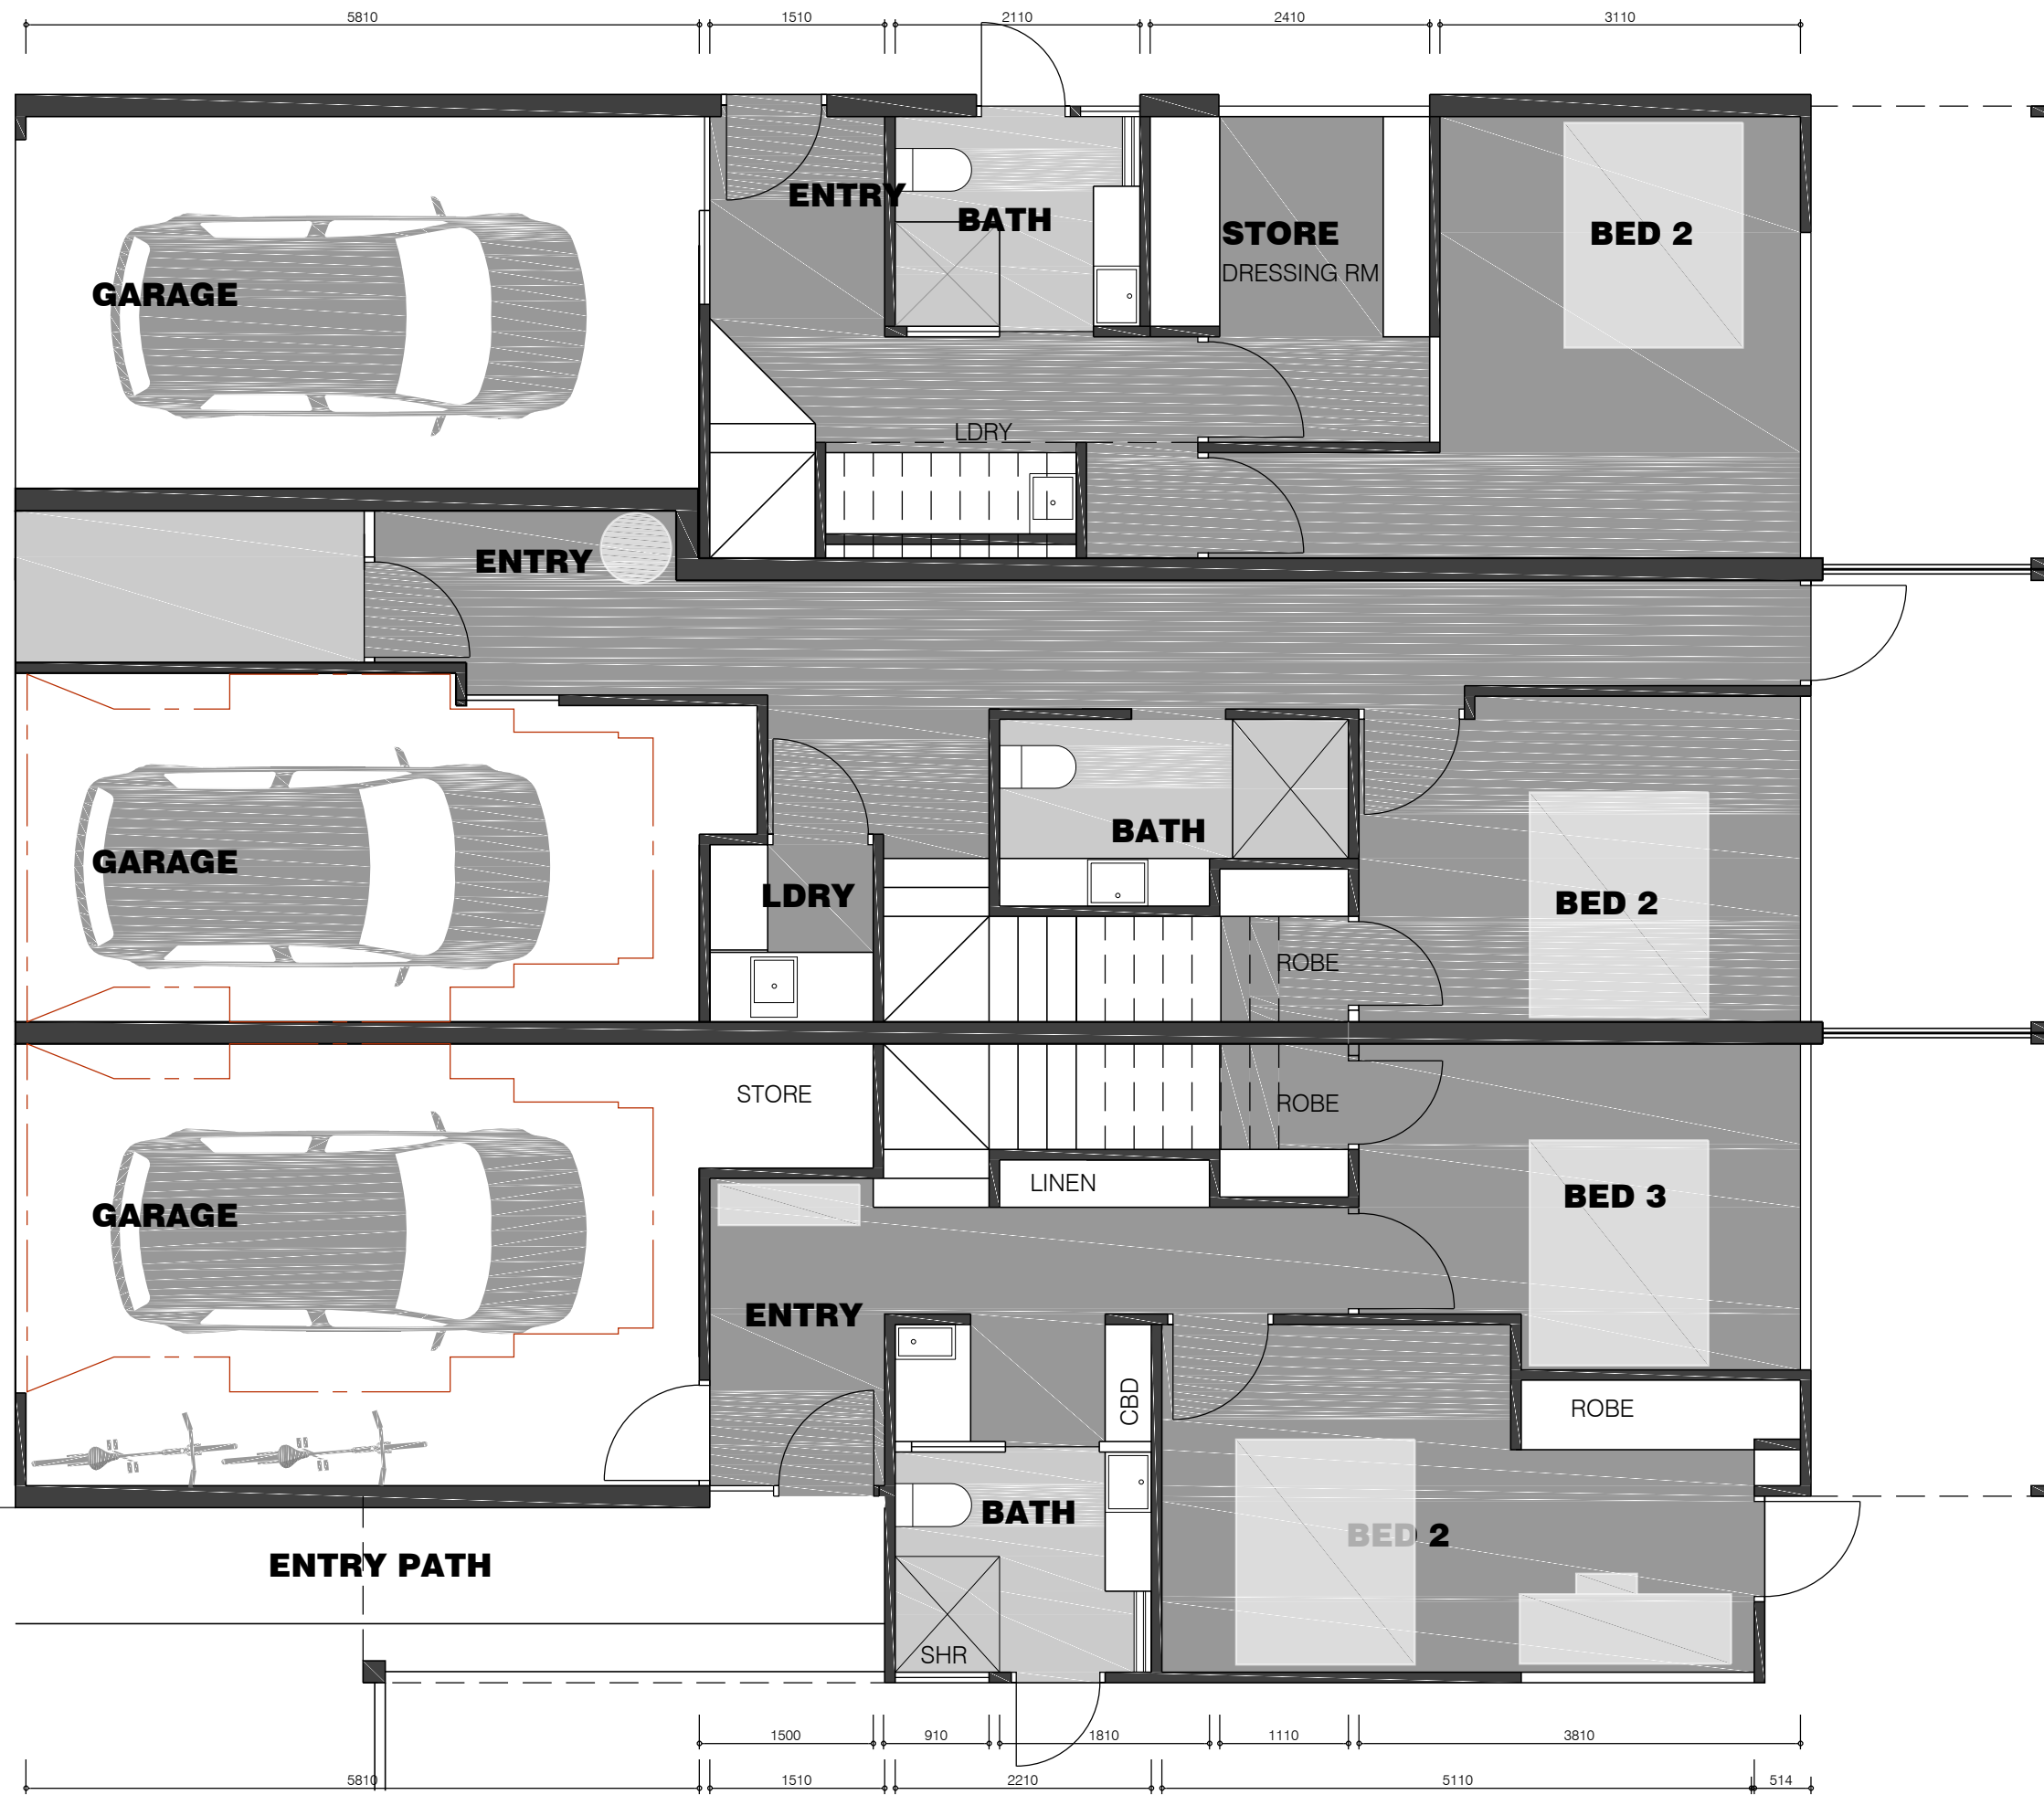 5810 1510 2110 2410 3110
ENTRY
BATH
STORE
BED 2
DRESSING RM
GARAGE
LDRY
ENTRY
BATH
GARAGE
LDRY
BED 2
ROBE
STORE
ROBE
LINEN
BED 3
GARAGE
ENTRY
CBD
ROBE
BATH
BED 2
ENTRY PATH
SHR
1500 910 1810 1110 3810
5810 1510 2210 5110 514